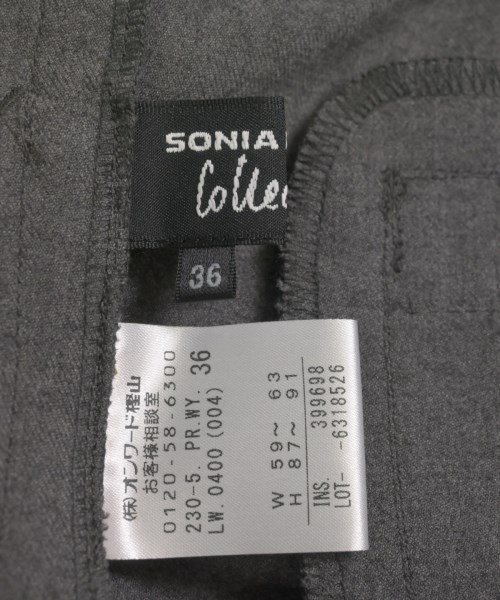 SONIA
Collec
36
(株)オンワード樫山
お客様相談室
0120-58-6300
230-5. PR.WY. 36
LW. 0400 (004)
W 59~ 63
H 87~ 91
INS. 399698
LOT- -6318526